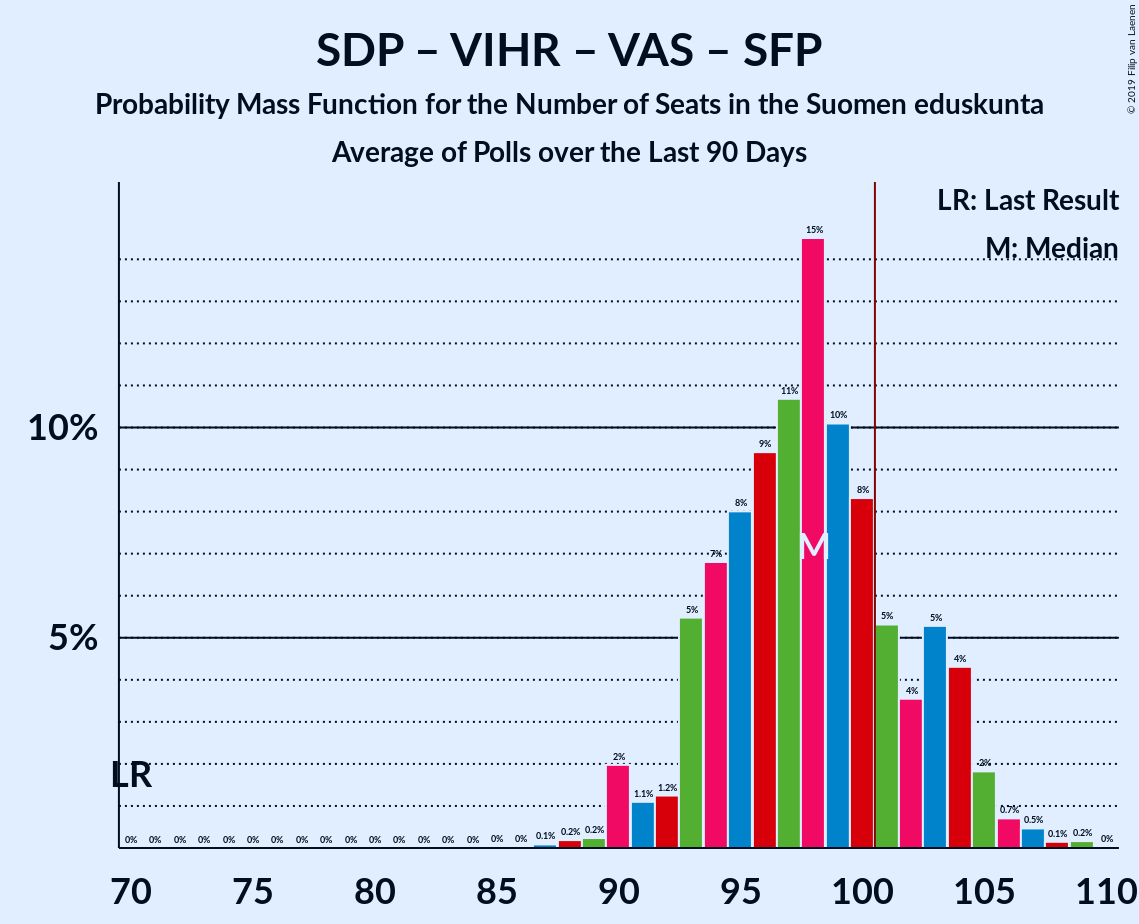 SDP – VIHR – VAS – SFP
Probability Mass Function for the Number of Seats in the Suomen eduskunta
Average of Polls over the Last 90 Days
© 2019 Filip van Laenen
LR: Last Result
M: Median
10%
5%
LR
M
0% 0% 0% 0% 0% 0% 0% 0% 0% 0% 0% 0% 0% 0% 0% 0% 0% 0.1% 0.2% 0.2% 2% 1.1% 1.2% 5% 7% 8% 9% 11% 15% 10% 8% 5% 4% 5% 4% 2% 0.7% 0.5% 0.1% 0.2% 0%
70 75 80 85 90 95 100 105 110